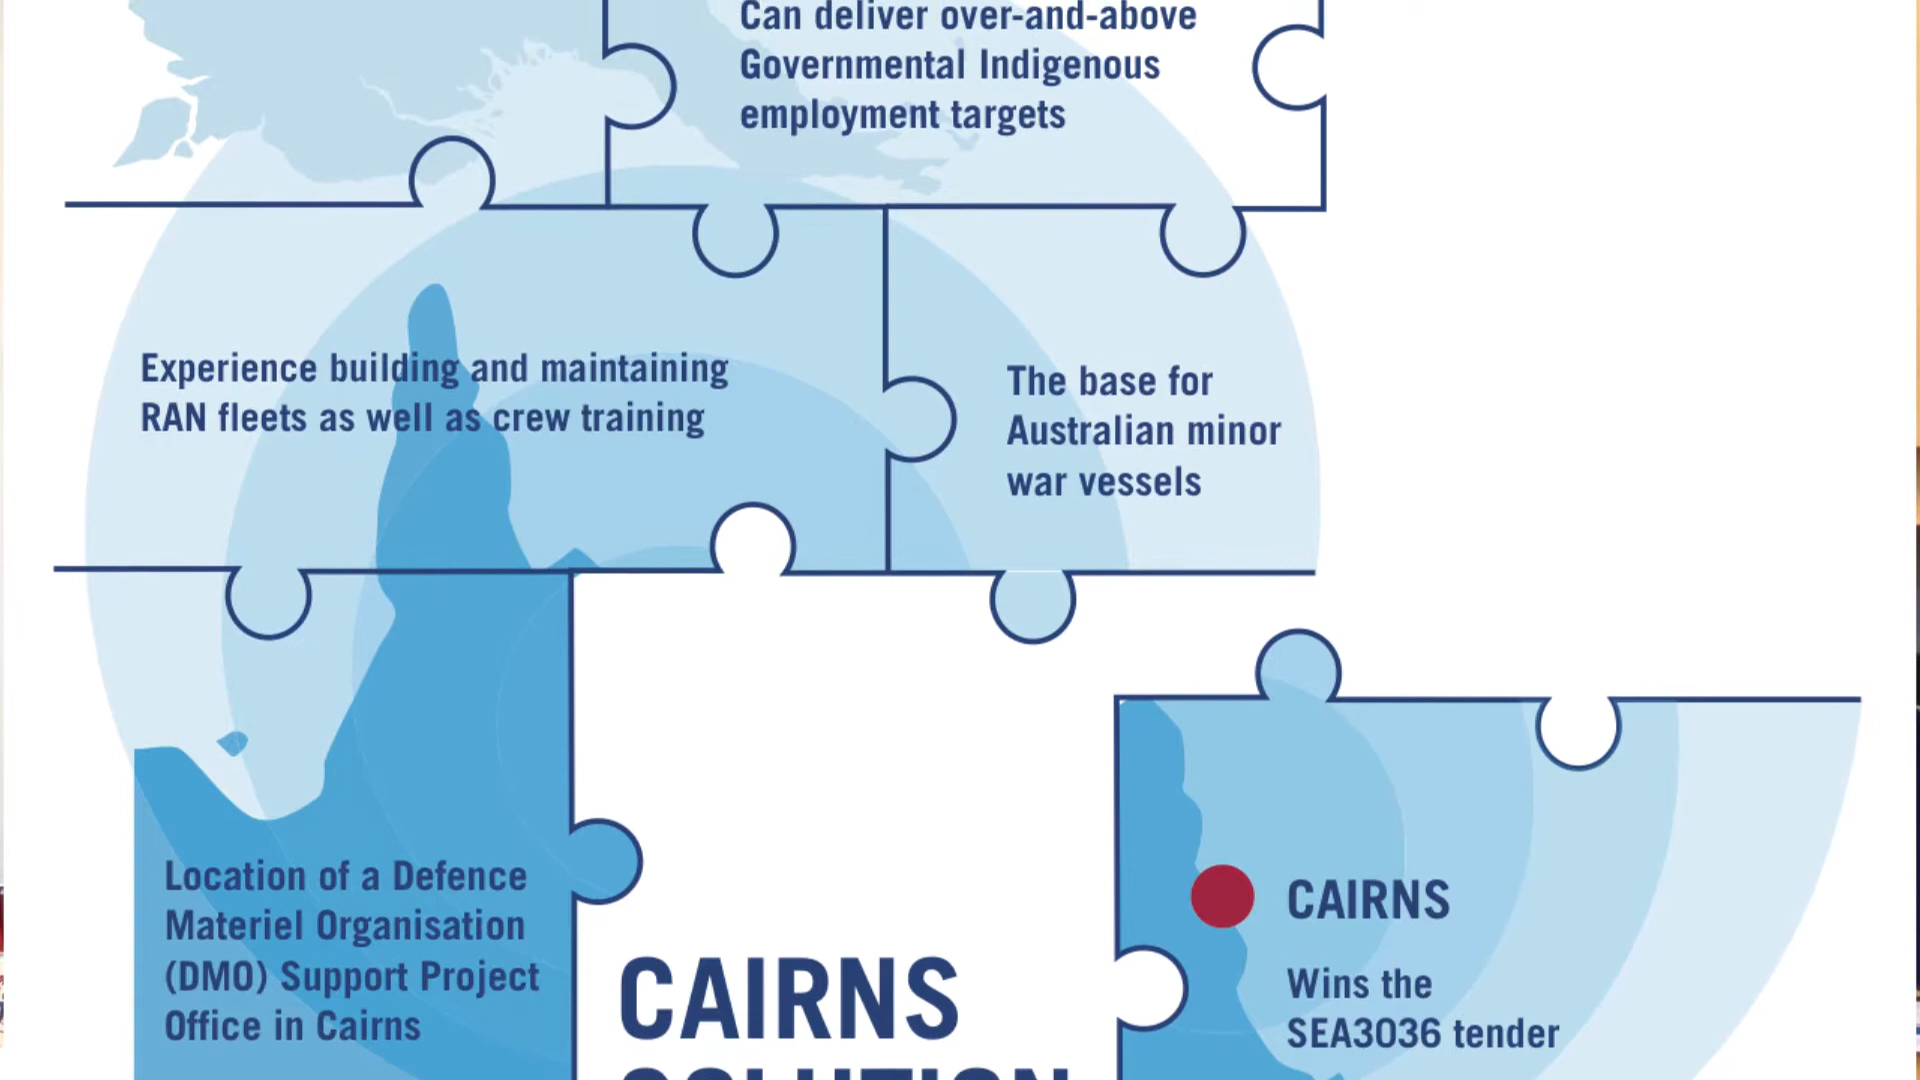 Can deliver over-and-above
Governmental Indigenous
employment targets
Experience building and maintaining
RAN fleets as well as crew training
The base for
Australian minor
war vessels
Location of a Defence
Materiel Organisation
(DMO) Support Project
Office in Cairns
CAIRNS
SOLUTION
CAIRNS
Wins the
SEA3036 tender